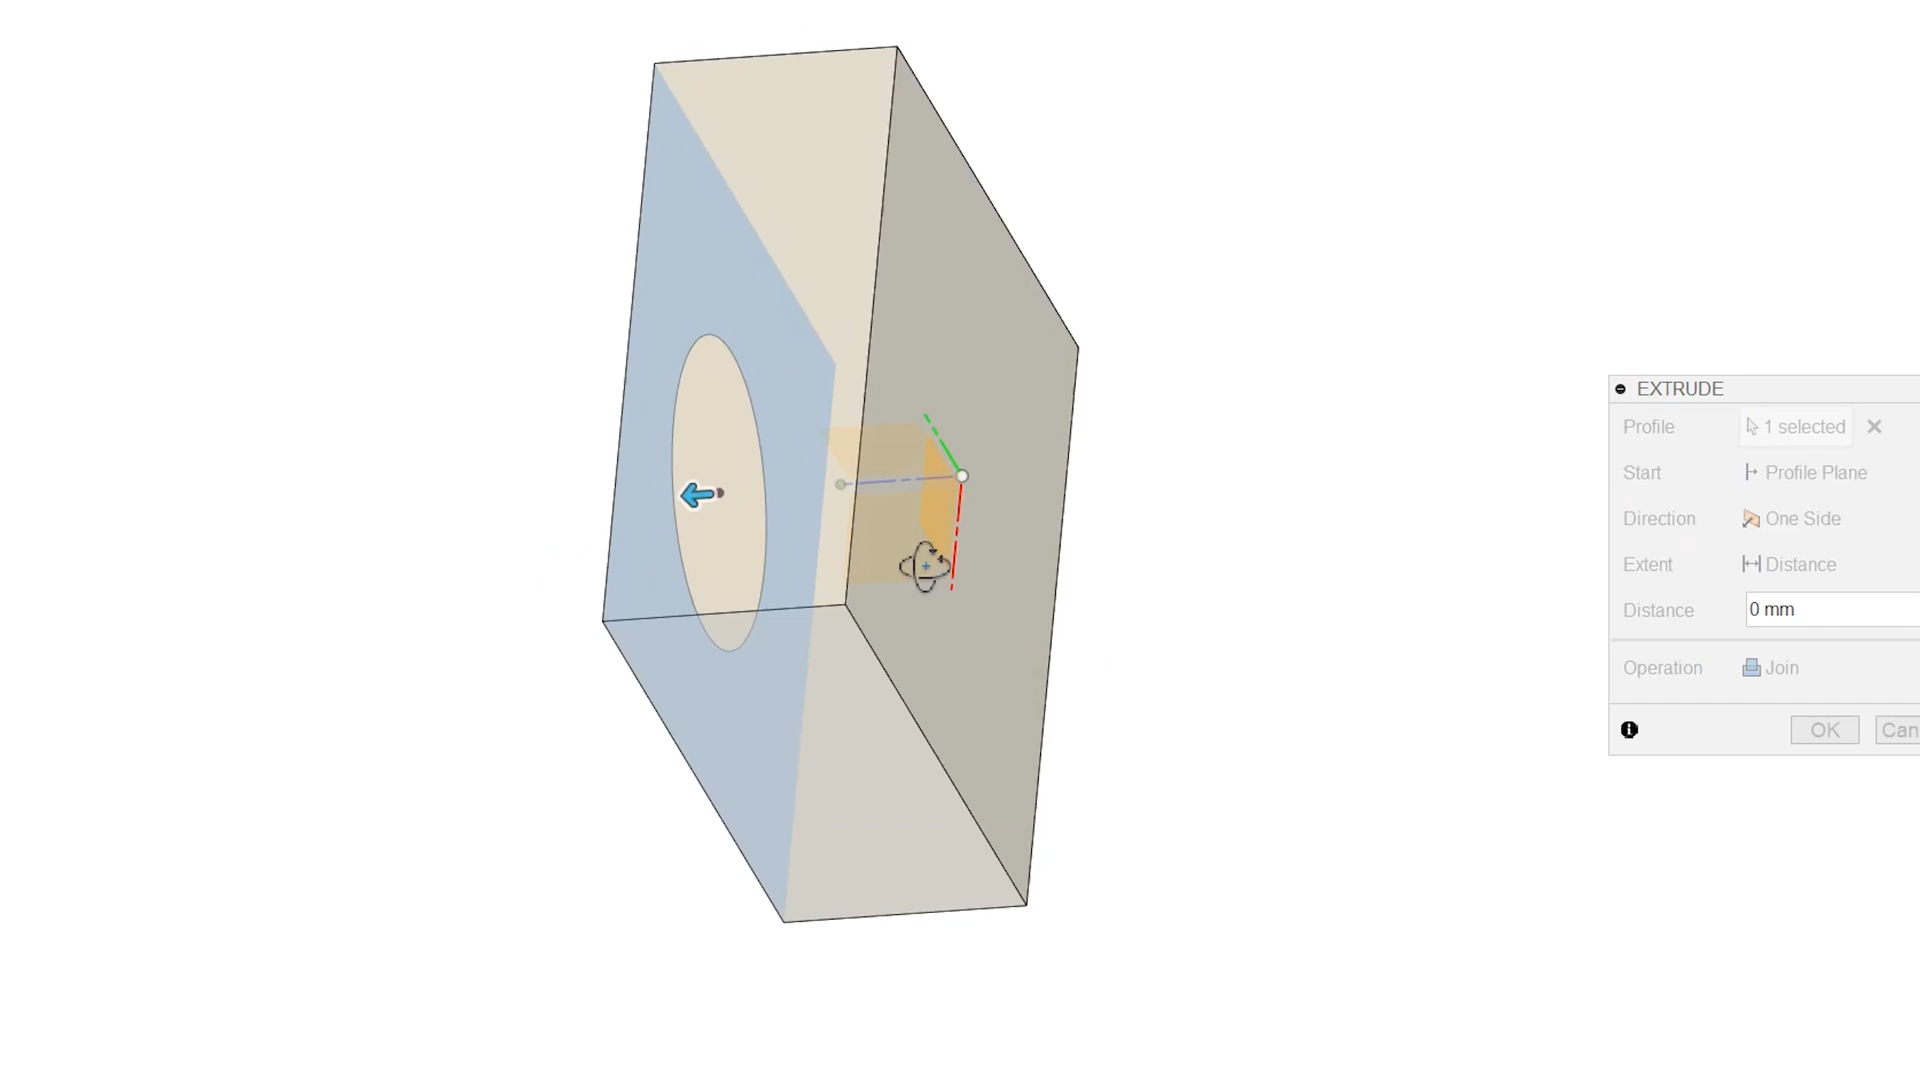 EXTRUDE
Profile 1 selected
Start Profile Plane
Direction One Side
Extent Distance
Distance 0 mm
Operation Join
OK Can